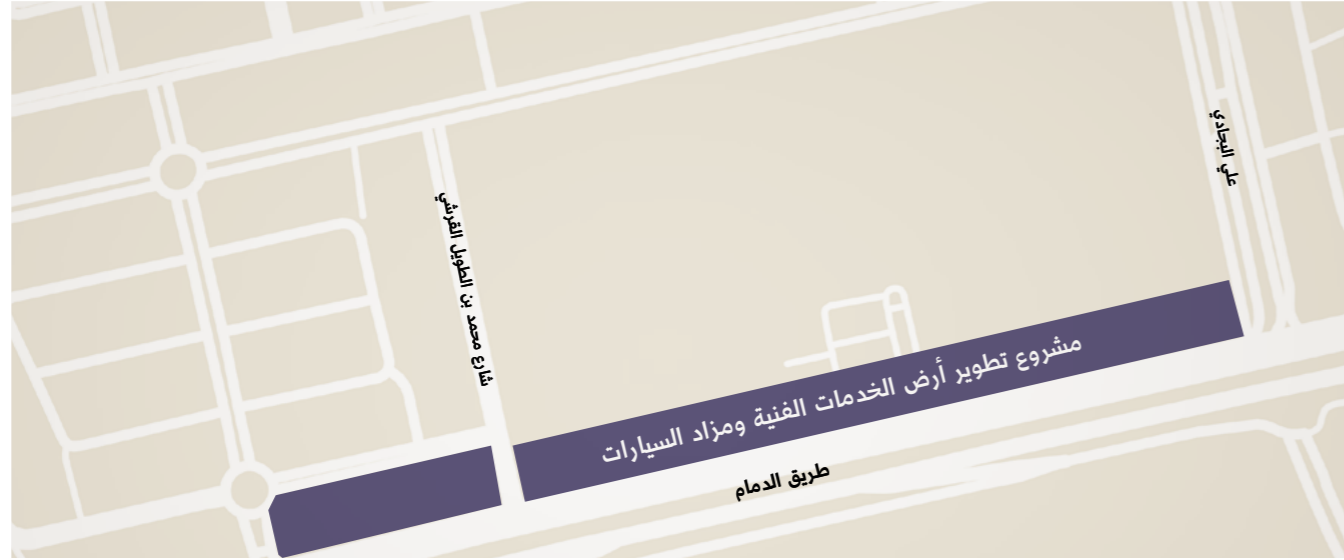 علي البجادي
شارع محمد بن الطويل القرشي
مشروع تطوير أرض الخدمات الفنية ومزاد السيارات
طريق الدمام